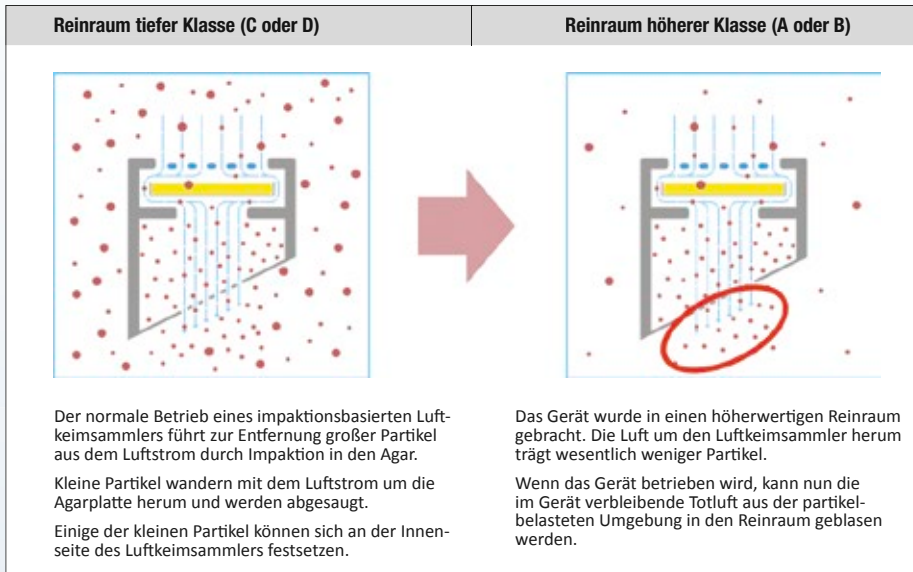 Reinraum tiefer Klasse (C oder D)
Reinraum höherer Klasse (A oder B)
Der normale Betrieb eines impaktionsbasierten Luft-
keimsammlers führt zur Entfernung großer Partikel
aus dem Luftstrom durch Impaktion in den Agar.
Kleine Partikel wandern mit dem Luftstrom um die
Agarplatte herum und werden abgesaugt.
Einige der kleinen Partikel können sich an der Innen-
seite des Luftkeimsammlers festsetzen.
Das Gerät wurde in einen höherwertigen Reinraum
gebracht. Die Luft um den Luftkeimsammler herum
trägt wesentlich weniger Partikel.
Wenn das Gerät betrieben wird, kann nun die
im Gerät verbleibende Totluft aus der partikel-
belasteten Umgebung in den Reinraum geblasen
werden.